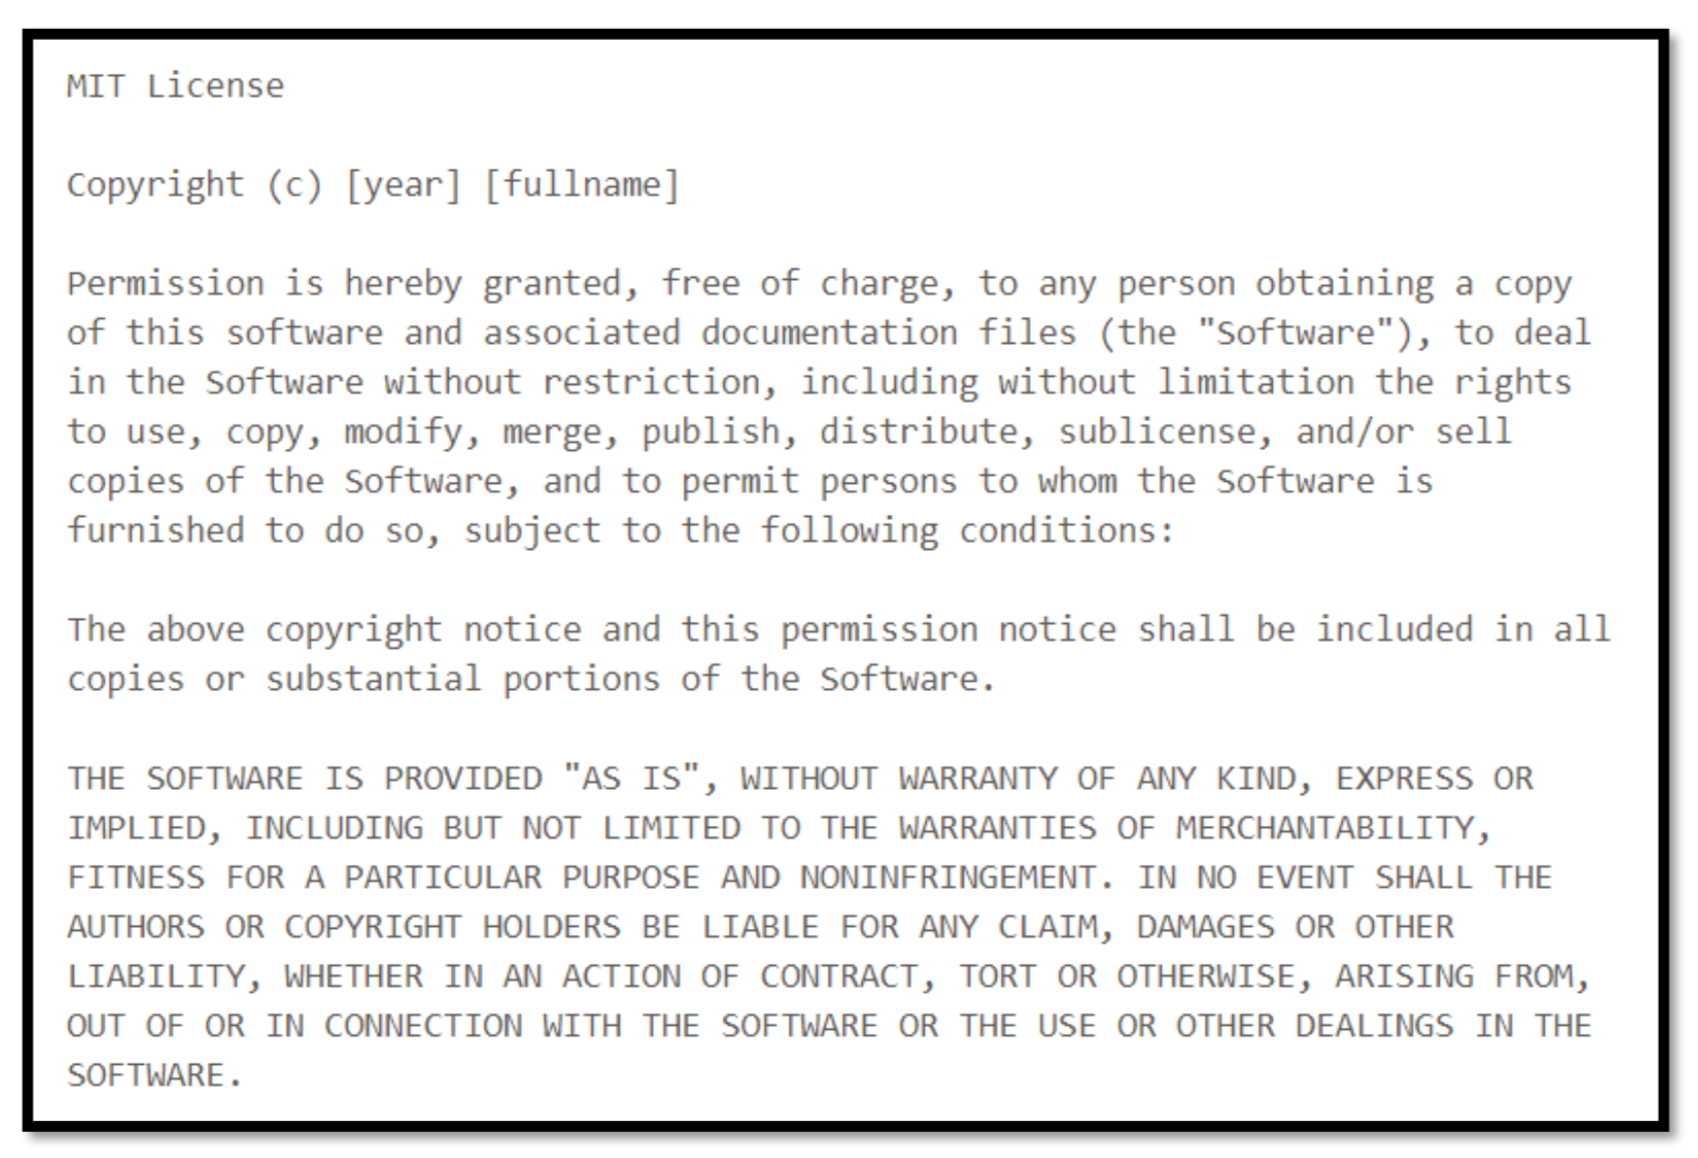 MIT License
Copyright (c) [year] [fullname]
Permission is hereby granted, free of charge, to any person obtaining a copy
of this software and associated documentation files (the "Software"), to deal
in the Software without restriction, including without limitation the rights
to use, copy, modify, merge, publish, distribute, sublicense, and/or sell
copies of the Software, and to permit persons to whom the Software is
furnished to do so, subject to the following conditions:
The above copyright notice and this permission notice shall be included in all
copies or substantial portions of the Software.
THE SOFTWARE IS PROVIDED "AS IS", WITHOUT WARRANTY OF ANY KIND, EXPRESS OR
IMPLIED, INCLUDING BUT NOT LIMITED TO THE WARRANTIES OF MERCHANTABILITY,
FITNESS FOR A PARTICULAR PURPOSE AND NONINFRINGEMENT. IN NO EVENT SHALL THE
AUTHORS OR COPYRIGHT HOLDERS BE LIABLE FOR ANY CLAIM, DAMAGES OR OTHER
LIABILITY, WHETHER IN AN ACTION OF CONTRACT, TORT OR OTHERWISE, ARISING FROM,
OUT OF OR IN CONNECTION WITH THE SOFTWARE OR THE USE OR OTHER DEALINGS IN THE
SOFTWARE.